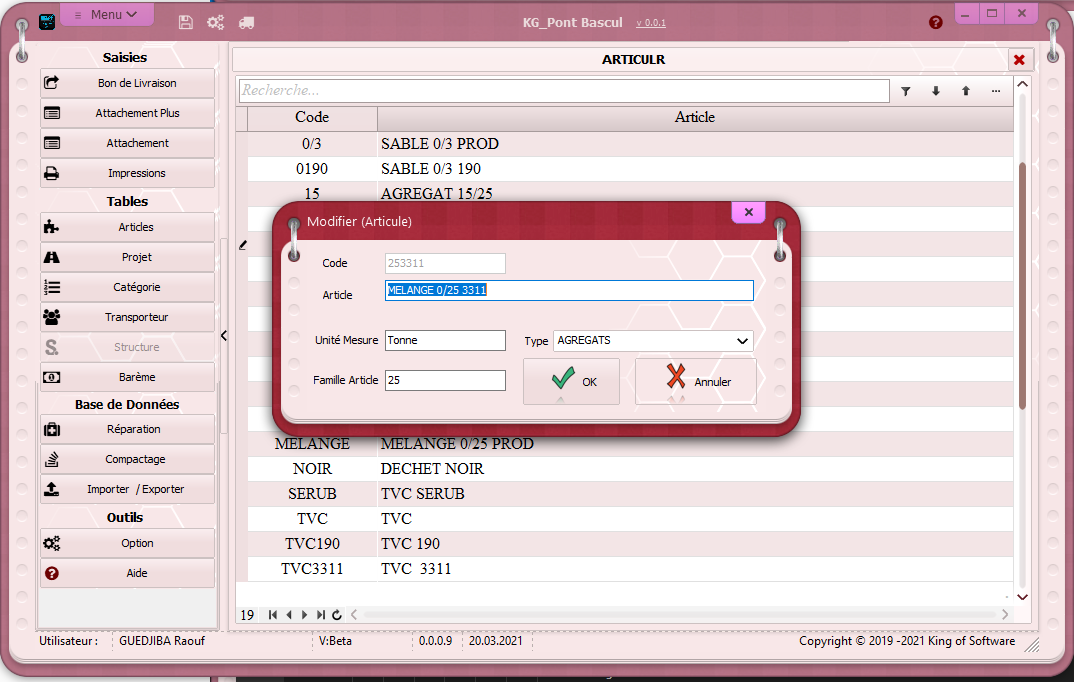 Menu
KG_Pont Bascul v_0.0.1
Saisies
Bon de Livraison
Attachement Plus
Attachement
Impressions
Tables
Articles
Projet
Catégorie
Transporteur
Structure
Barème
Base de Données
Réparation
Compactage
Importer / Exporter
Outils
Option
Aide
ARTICULR
Recherche...
Code Article
0/3 SABLE 0/3 PROD
0190 SABLE 0/3 190
15 AGREGAT 15/25
Modifier (Articule)
Code 253311
Article MELANGE 0/25 3311
Unité Mesure Tonne Type AGREGATS
Famille Article 25 OK Annuler
MELANGE MELANGE 0/25 PROD
NOIR DECHET NOIR
SERUB TVC SERUB
TVC TVC
TVC190 TVC 190
TVC3311 TVC 3311
19
Utilisateur : GUEDJIBA Raouf V:Beta 0.0.0.9 20.03.2021 Copyright © 2019 -2021 King of Software